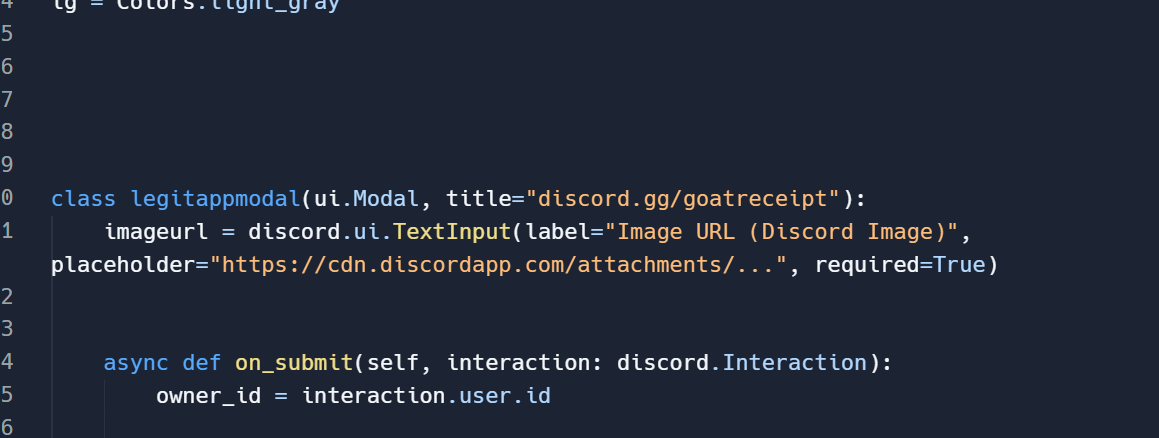 4 lg = Colors.light_gray
5
6
7
8
9
0 class legitappmodal(ui.Modal, title="discord.gg/goatreceipt"):
1 imageurl = discord.ui.TextInput(label="Image URL (Discord Image)",
placeholder="https://cdn.discordapp.com/attachments/...", required=True)
2
3
4 async def on_submit(self, interaction: discord.Interaction):
5 owner_id = interaction.user.id
6